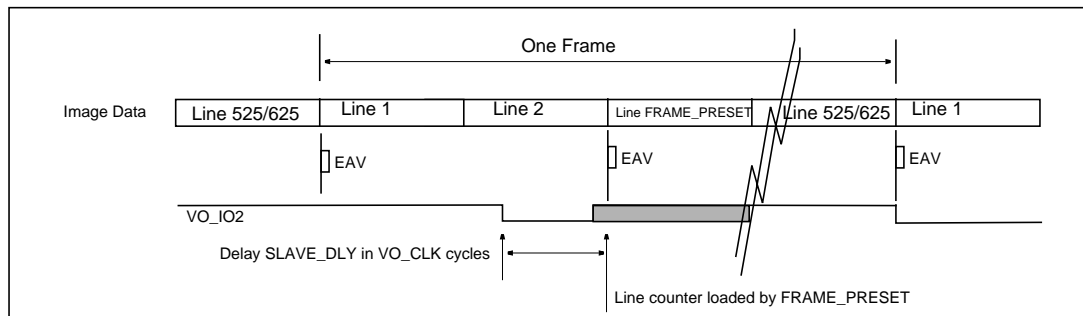 One Frame
Image Data
Line 525/625
Line 1
Line 2
Line FRAME_PRESET
Line 525/625
Line 1
EAV
EAV
EAV
VO_IO2
Delay SLAVE_DLY in VO_CLK cycles
Line counter loaded by FRAME_PRESET